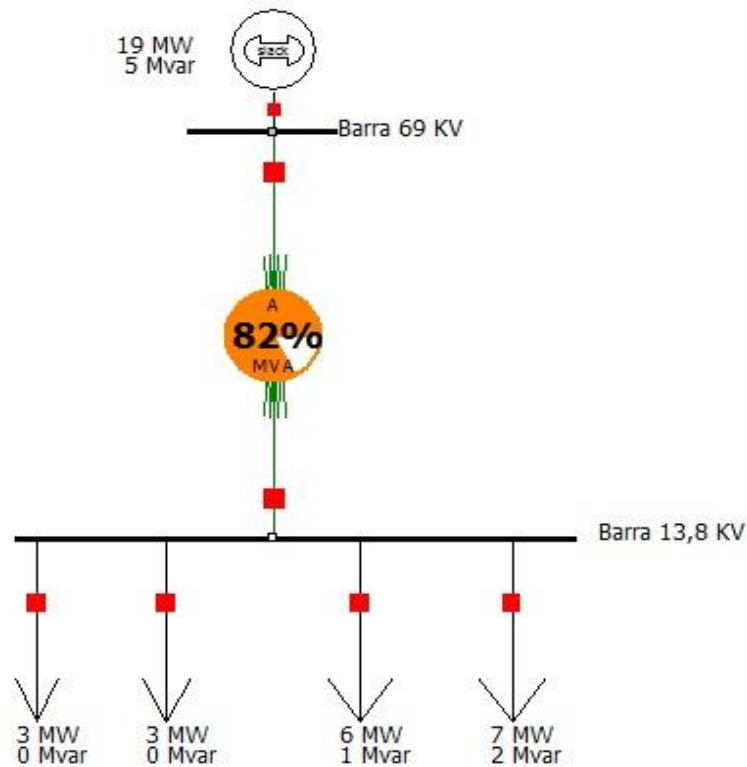 19 MW
5 Mvar
slack
Barra 69 KV
A
82%
MVA
Barra 13,8 KV
3 MW
0 Mvar
3 MW
0 Mvar
6 MW
1 Mvar
7 MW
2 Mvar